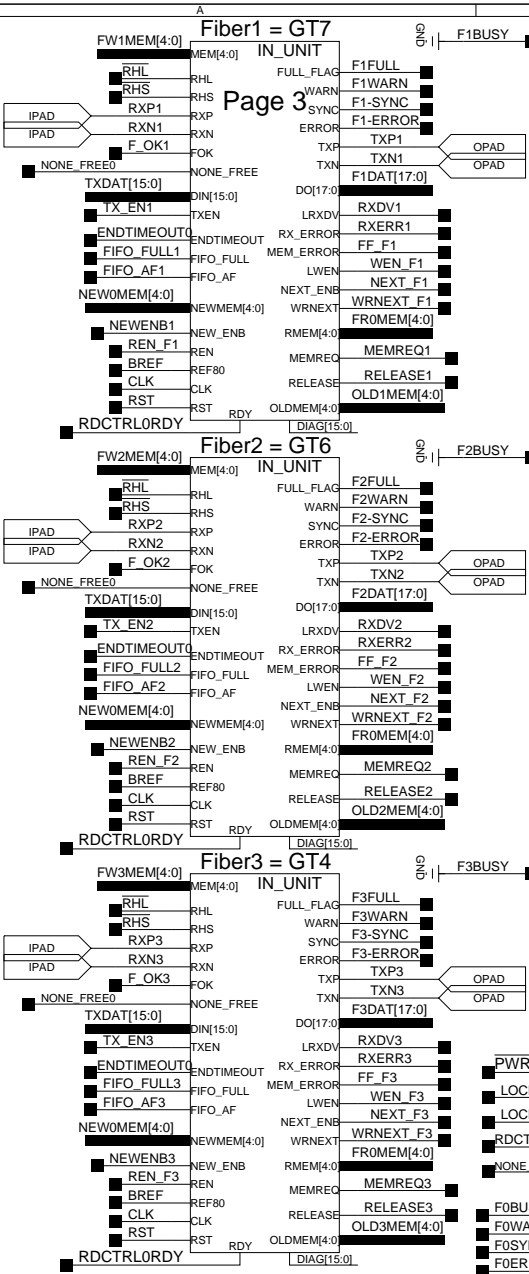 A
Fiber1 = GT7
GND
F1BUSY
FW1MEM[4:0] MEM[4:0] IN_UNIT
FULL_FLAG F1FULL
RHL RHL
WARN F1WARN
RHS RHS
Page 3
SYNC F1-SYNC
IPAD RXP1 RXP
ERROR F1-ERROR
IPAD RXN1 RXN
TXP TXP1 OPAD
F_OK1 FOK
TXN TXN1 OPAD
NONE_FREE0 NONE_FREE
F1DAT[17:0]
TXDAT[15:0] DIN[15:0]
DO[17:0]
TX_EN1 TXEN
LRXDV RXDV1
RX_ERROR RXERR1
ENDTIMEOUT0 ENDTIMEOUT
MEM_ERROR FF_F1
FIFO_FULL1 FIFO_FULL
LWEN WEN_F1
FIFO_AF1 FIFO_AF
NEXT_ENB NEXT_F1
NEW0MEM[4:0] NEWMEM[4:0]
WRNEXT WRNEXT_F1
FR0MEM[4:0]
RMEM[4:0]
NEWENB1 NEW_ENB
REN_F1 REN
MEMREQ MEMREQ1
BREF REF80
CLK CLK
RELEASE RELEASE1
RST RST
OLD1MEM[4:0]
OLDMEM[4:0]
RDCTRL0RDY RDY
DIAG[15:0]
Fiber2 = GT6
GND
F2BUSY
FW2MEM[4:0] MEM[4:0] IN_UNIT
FULL_FLAG F2FULL
RHL RHL
WARN F2WARN
RHS RHS
SYNC F2-SYNC
IPAD RXP2 RXP
ERROR F2-ERROR
IPAD RXN2 RXN
TXP TXP2 OPAD
F_OK2 FOK
TXN TXN2 OPAD
NONE_FREE0 NONE_FREE
F2DAT[17:0]
TXDAT[15:0] DIN[15:0]
DO[17:0]
TX_EN2 TXEN
LRXDV RXDV2
RX_ERROR RXERR2
ENDTIMEOUT0 ENDTIMEOUT
MEM_ERROR FF_F2
FIFO_FULL2 FIFO_FULL
LWEN WEN_F2
FIFO_AF2 FIFO_AF
NEXT_ENB NEXT_F2
NEW0MEM[4:0] NEWMEM[4:0]
WRNEXT WRNEXT_F2
FR0MEM[4:0]
RMEM[4:0]
NEWENB2 NEW_ENB
REN_F2 REN
MEMREQ MEMREQ2
BREF REF80
CLK CLK
RELEASE RELEASE2
RST RST
OLD2MEM[4:0]
OLDMEM[4:0]
RDCTRL0RDY RDY
DIAG[15:0]
Fiber3 = GT4
GND
F3BUSY
FW3MEM[4:0] MEM[4:0] IN_UNIT
FULL_FLAG F3FULL
RHL RHL
WARN F3WARN
RHS RHS
SYNC F3-SYNC
IPAD RXP3 RXP
ERROR F3-ERROR
IPAD RXN3 RXN
TXP TXP3 OPAD
F_OK3 FOK
TXN TXN3 OPAD
NONE_FREE0 NONE_FREE
F3DAT[17:0]
TXDAT[15:0] DIN[15:0]
DO[17:0]
TX_EN3 TXEN
LRXDV RXDV3
RX_ERROR RXERR3
ENDTIMEOUT0 ENDTIMEOUT
MEM_ERROR FF_F3
FIFO_FULL3 FIFO_FULL
LWEN WEN_F3
FIFO_AF3 FIFO_AF
NEXT_ENB NEXT_F3
NEW0MEM[4:0] NEWMEM[4:0]
WRNEXT WRNEXT_F3
FR0MEM[4:0]
RMEM[4:0]
NEWENB3 NEW_ENB
REN_F3 REN
MEMREQ MEMREQ3
BREF REF80
CLK CLK
RELEASE RELEASE3
RST RST
OLD3MEM[4:0]
OLDMEM[4:0]
RDCTRL0RDY RDY
DIAG[15:0]
PWR
LOC
LOC
RDCT
NONE_
F0BU
F0WA
F0SY
F0ER